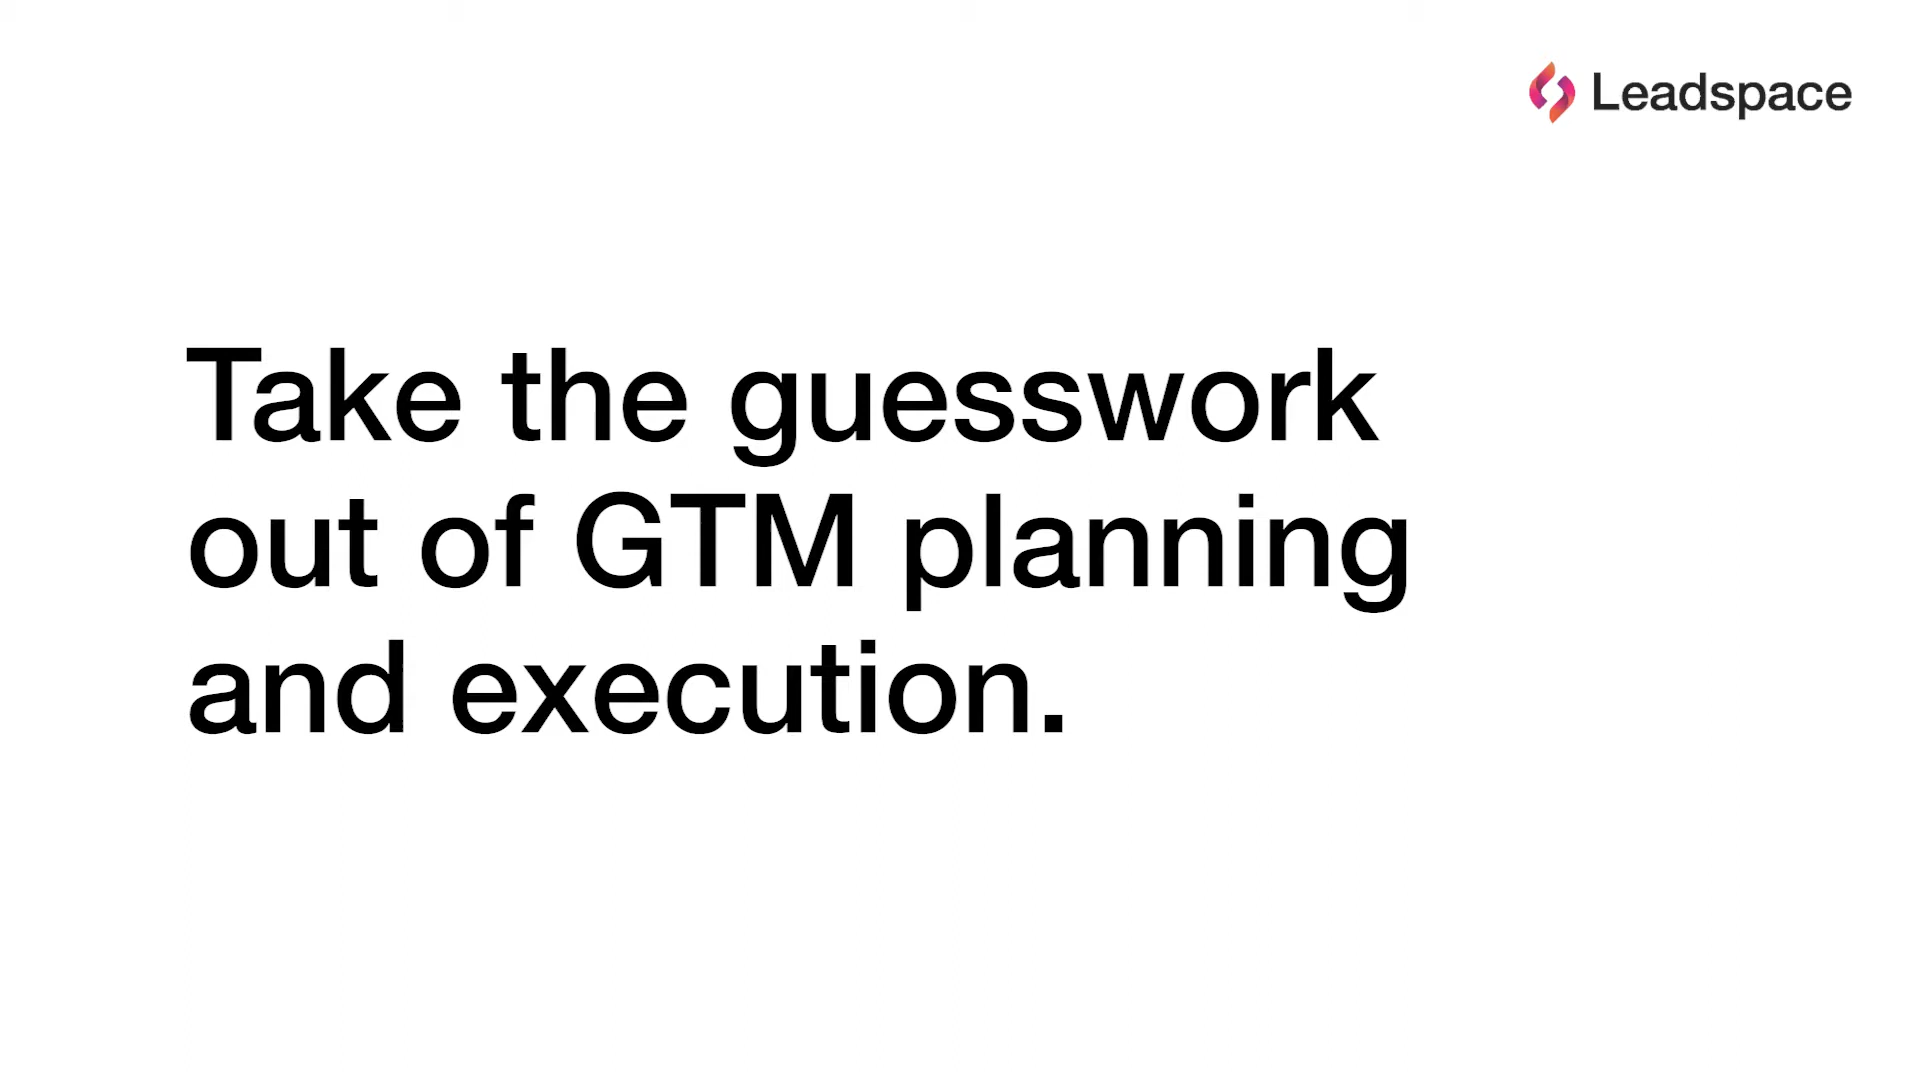 Leadspace
Take the guesswork
out of GTM planning
and execution.